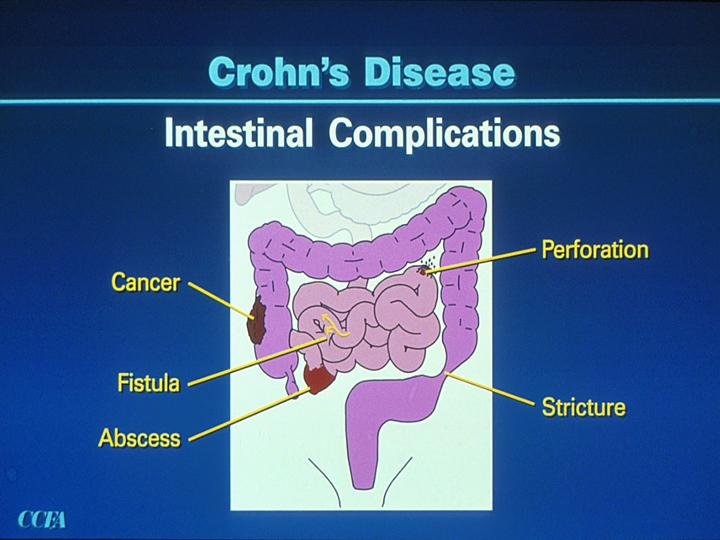 Crohn's Disease
Intestinal Complications
Perforation
Cancer
Fistula
Stricture
Abscess
CCFA